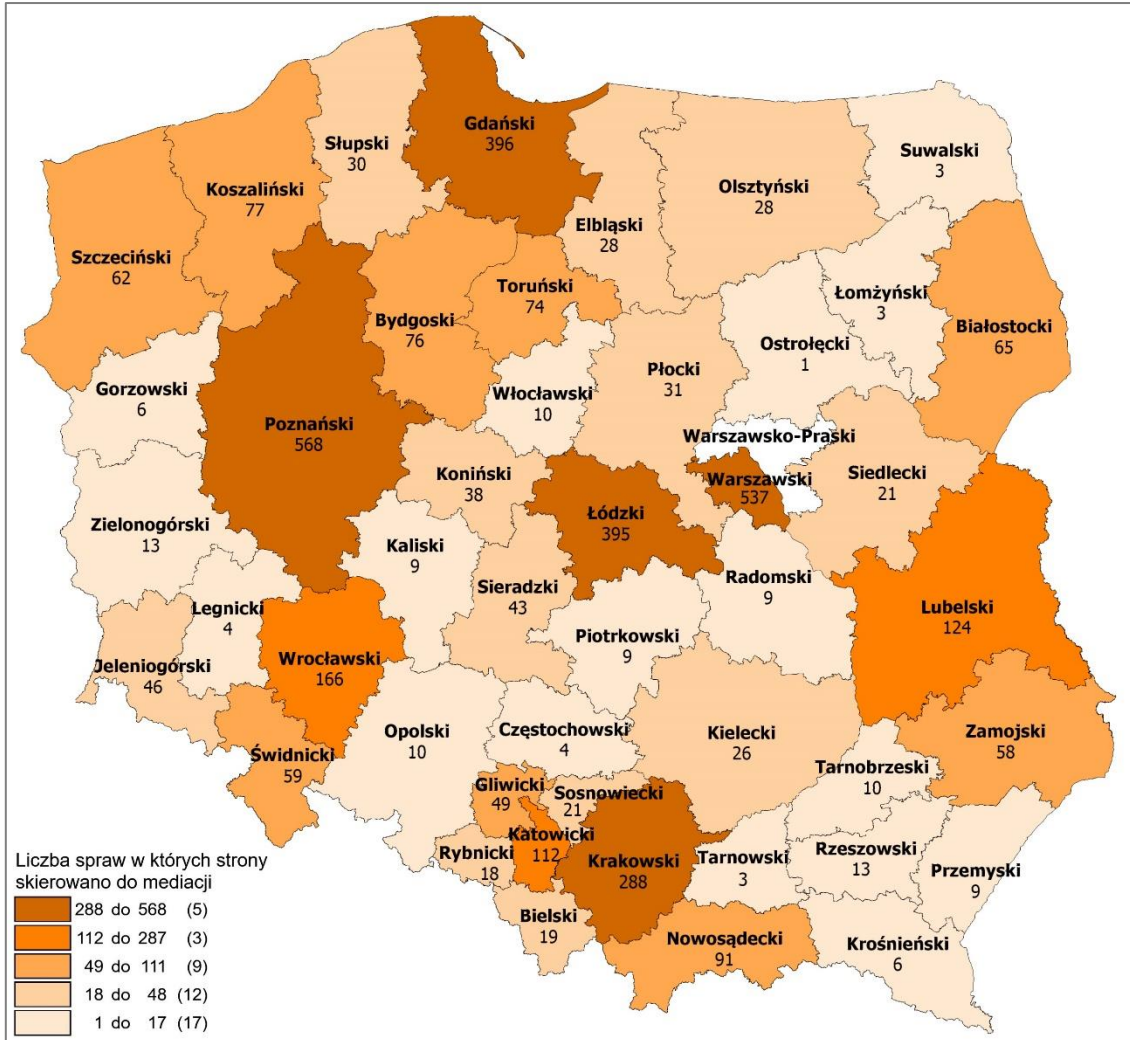 Gdański
396
Słupski
30
Suwalski
3
Koszaliński
77
Olsztyński
28
Elbląski
28
Szczeciński
62
Toruński
74
Łomżyński
3
Bydgoski
76
Białostocki
65
Ostrołęcki
1
Płocki
31
Gorzowski
6
Włocławski
10
Poznański
568
Warszawsko-Praski
Koniński
38
Warszawski
537
Siedlecki
21
Łódzki
395
Zielonogórski
13
Kaliski
9
Sieradzki
43
Radomski
9
Legnicki
4
Lubelski
124
Piotrkowski
9
Wrocławski
166
Jeleniogórski
46
Opolski
10
Częstochowski
4
Kielecki
26
Zamojski
58
Świdnicki
59
Tarnobrzeski
10
Gliwicki
49
Sosnowiecki
21
Katowicki
112
Rybnicki
18
Krakowski
288
Tarnowski
3
Rzeszowski
13
Przemyski
9
Bielski
19
Nowosądecki
91
Krośnieński
6
Liczba spraw w których strony
skierowano do mediacji
288 do 568 (5)
112 do 287 (3)
49 do 111 (9)
18 do 48 (12)
1 do 17 (17)